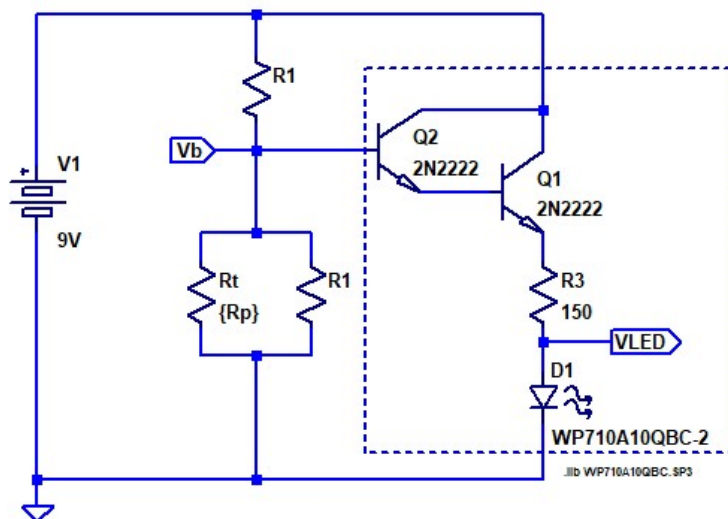 R1
Vb
Q2
2N2222
V1
Q1
2N2222
9V
Rt
{Rp}
R1
R3
150
VLED
D1
WP710A10QBC-2
.lib WP710A10QBC.SP3